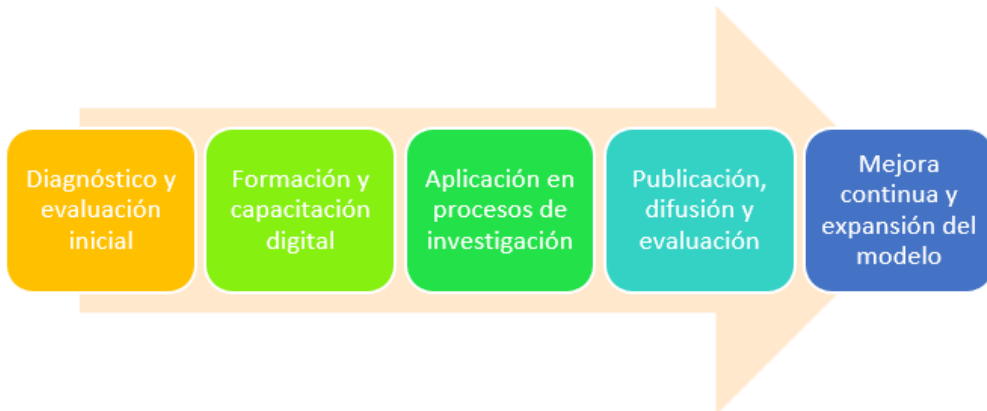 Diagnóstico y
evaluación
inicial
Formación y
capacitación
digital
Aplicación en
procesos de
investigación
Publicación,
difusión y
evaluación
Mejora
continua y
expansión del
modelo